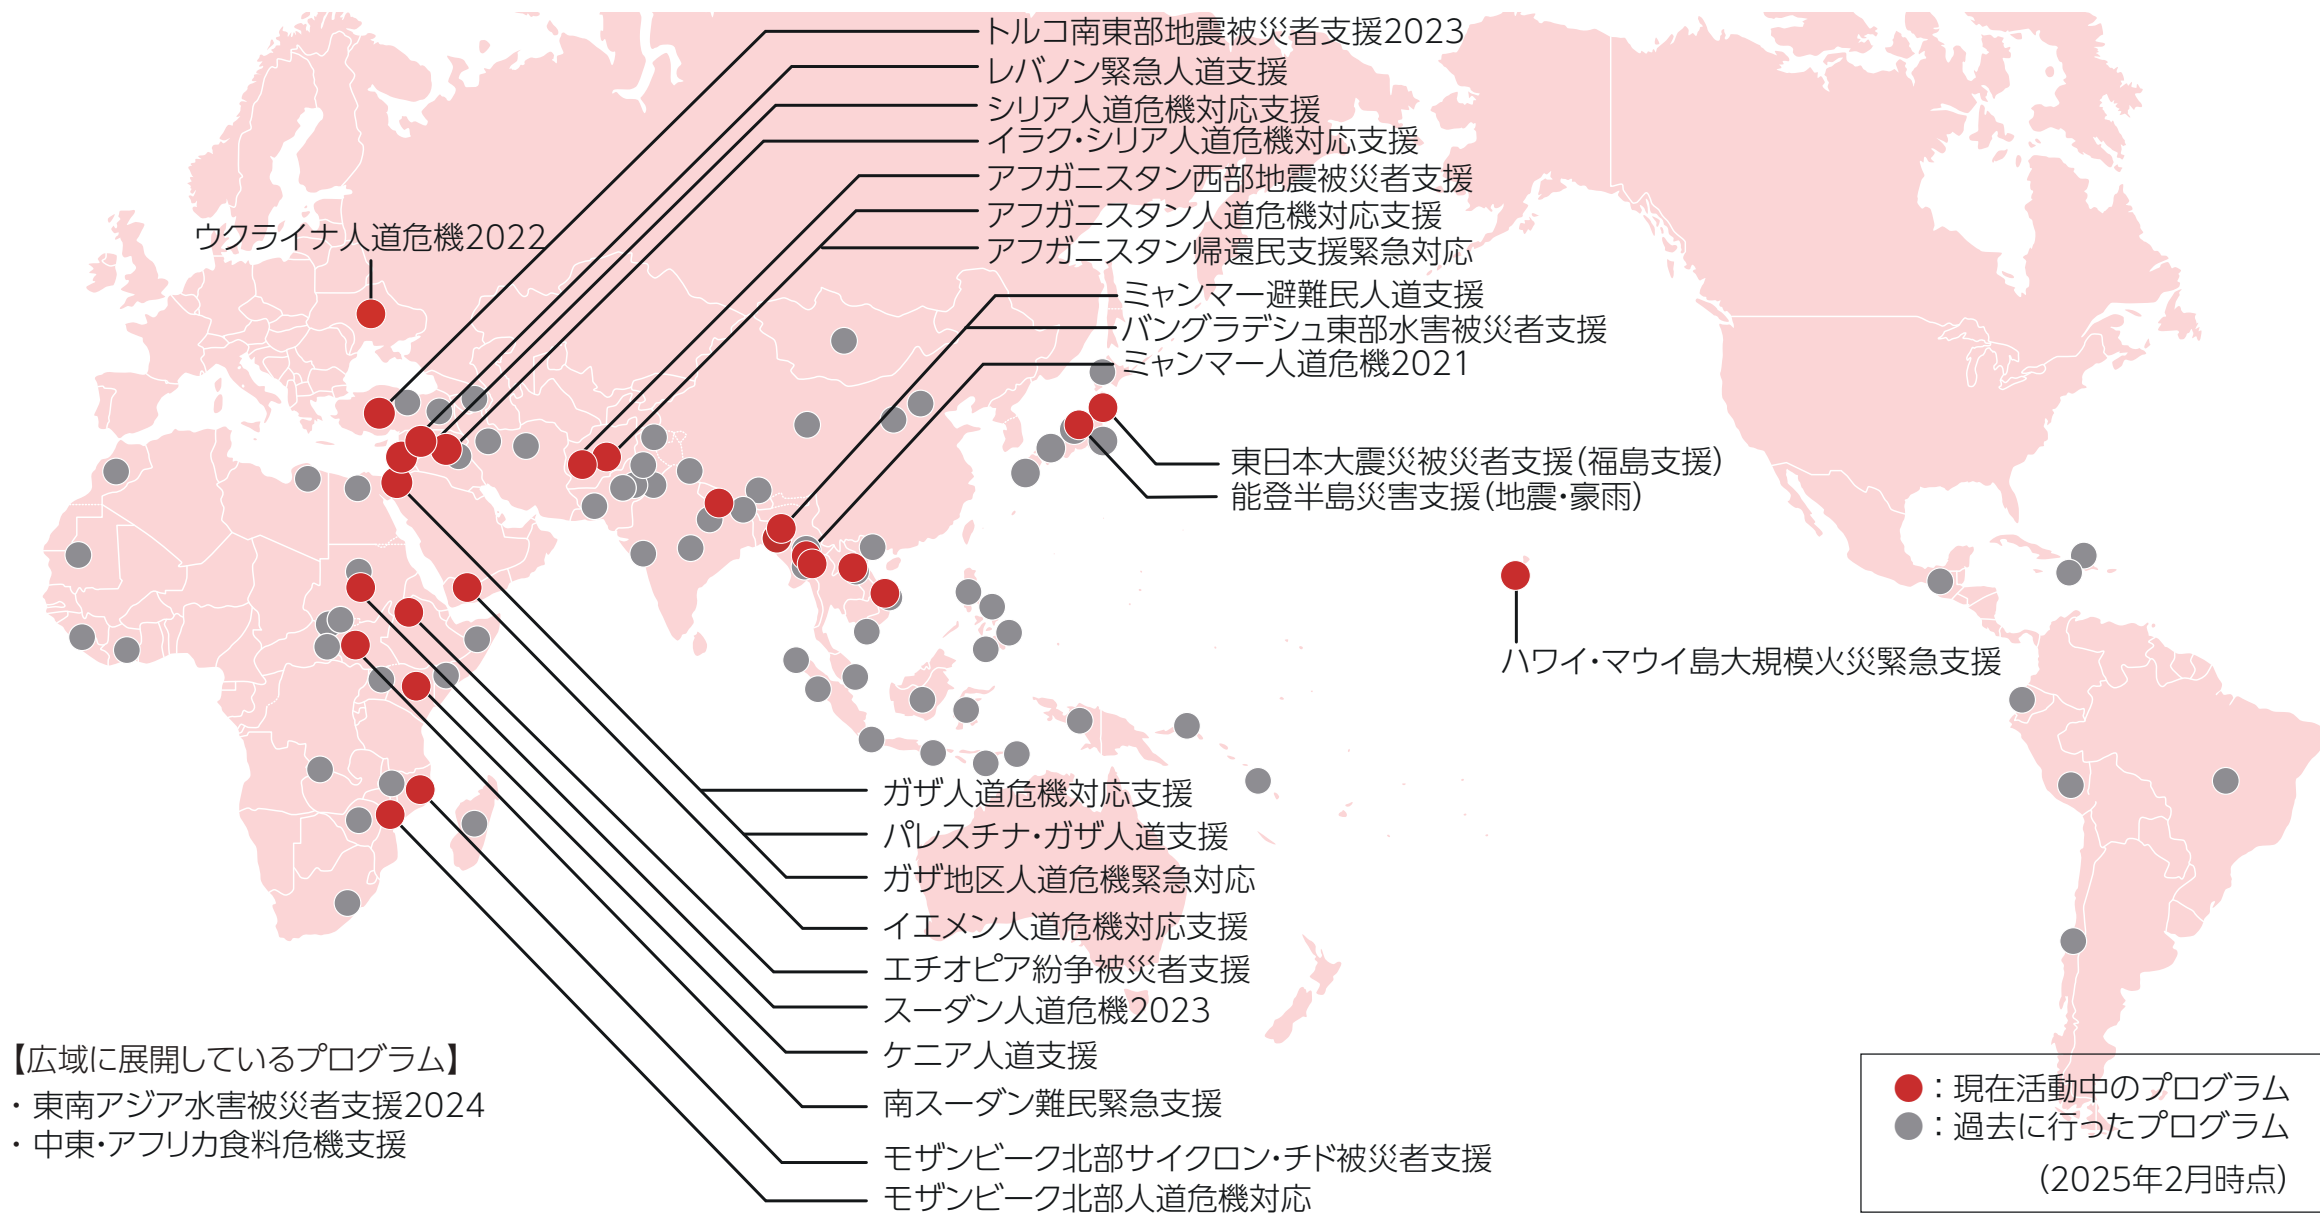 トルコ南東部地震被災者支援2023
レバノン緊急人道支援
シリア人道危機対応支援
イラク・シリア人道危機対応支援
アフガニスタン西部地震被災者支援
アフガニスタン人道危機対応支援
アフガニスタン帰還民支援緊急対応
ウクライナ人道危機2022
ミャンマー避難民人道支援
バングラデシュ東部水害被災者支援
ミャンマー人道危機2021
東日本大震災被災者支援(福島支援)
能登半島災害支援(地震・豪雨)
ハワイ・マウイ島大規模火災緊急支援
ガザ人道危機対応支援
パレスチナ・ガザ人道支援
ガザ地区人道危機緊急対応
イエメン人道危機対応支援
エチオピア紛争被災者支援
スーダン人道危機2023
ケニア人道支援
南スーダン難民緊急支援
モザンビーク北部サイクロン・チド被災者支援
モザンビーク北部人道危機対応
【広域に展開しているプログラム】
・東南アジア水害被災者支援2024
・中東・アフリカ食料危機支援
：現在活動中のプログラム
：過去に行ったプログラム
(2025年2月時点)